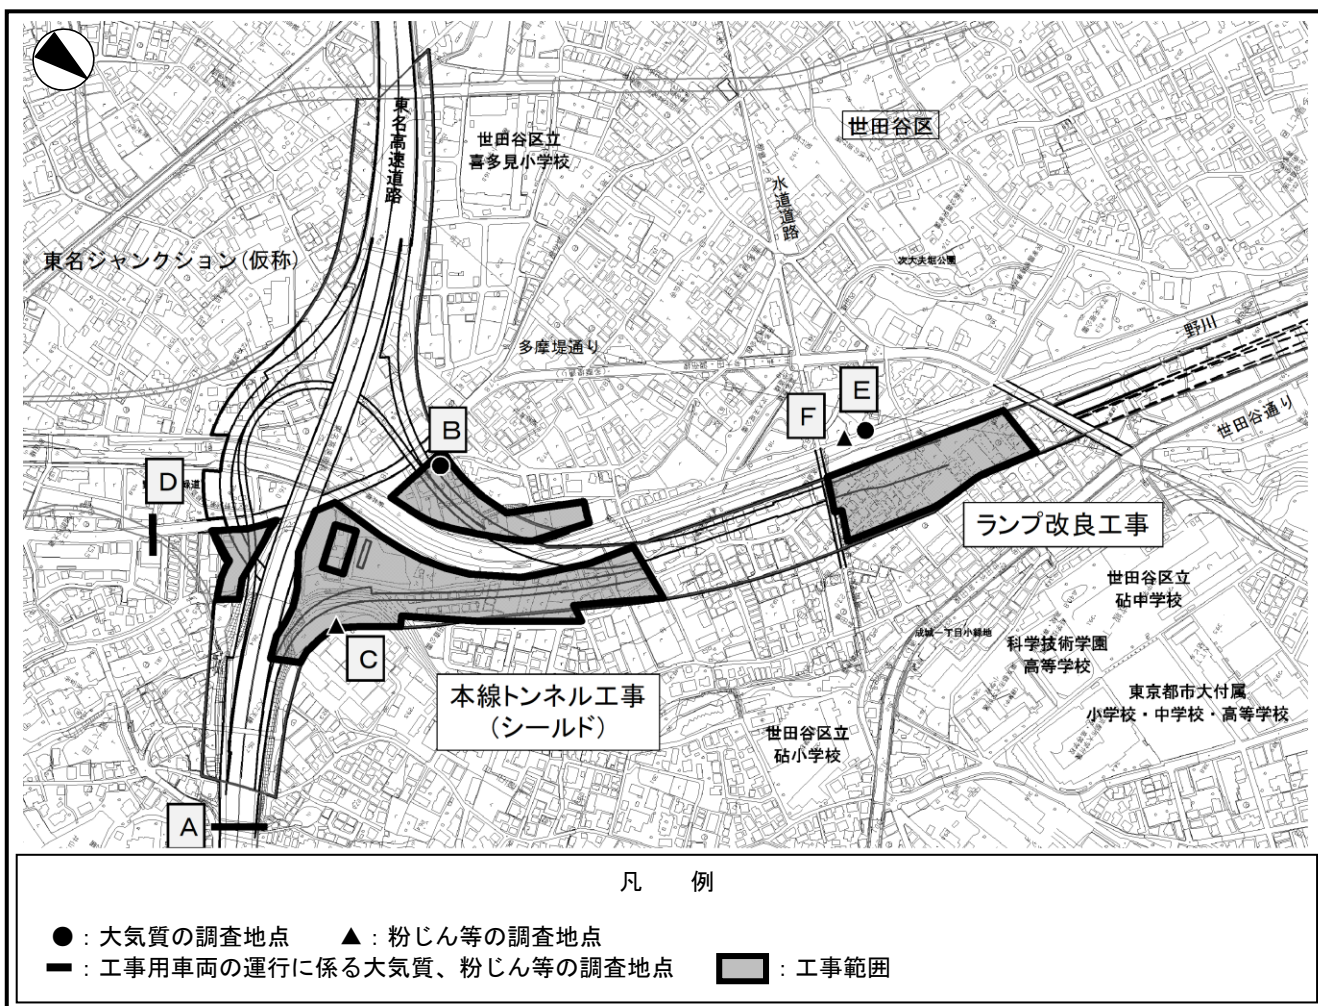 東名高速道路
世田谷区立
喜多見小学校
世田谷区
水道道路
東名ジャンクション(仮称)
次大夫堀公園
多摩堤通り
野川
世田谷通り
B
E
F
D
ランプ改良工事
C
本線トンネル工事
(シールド)
世田谷区立
砧中学校
成城一丁目小緑地
科学技術学園
高等学校
東京都市大付属
小学校・中学校・高等学校
世田谷区立
砧小学校
A
凡 例
●:大気質の調査地点 ▲:粉じん等の調査地点
━:工事用車両の運行に係る大気質、粉じん等の調査地点 :工事範囲